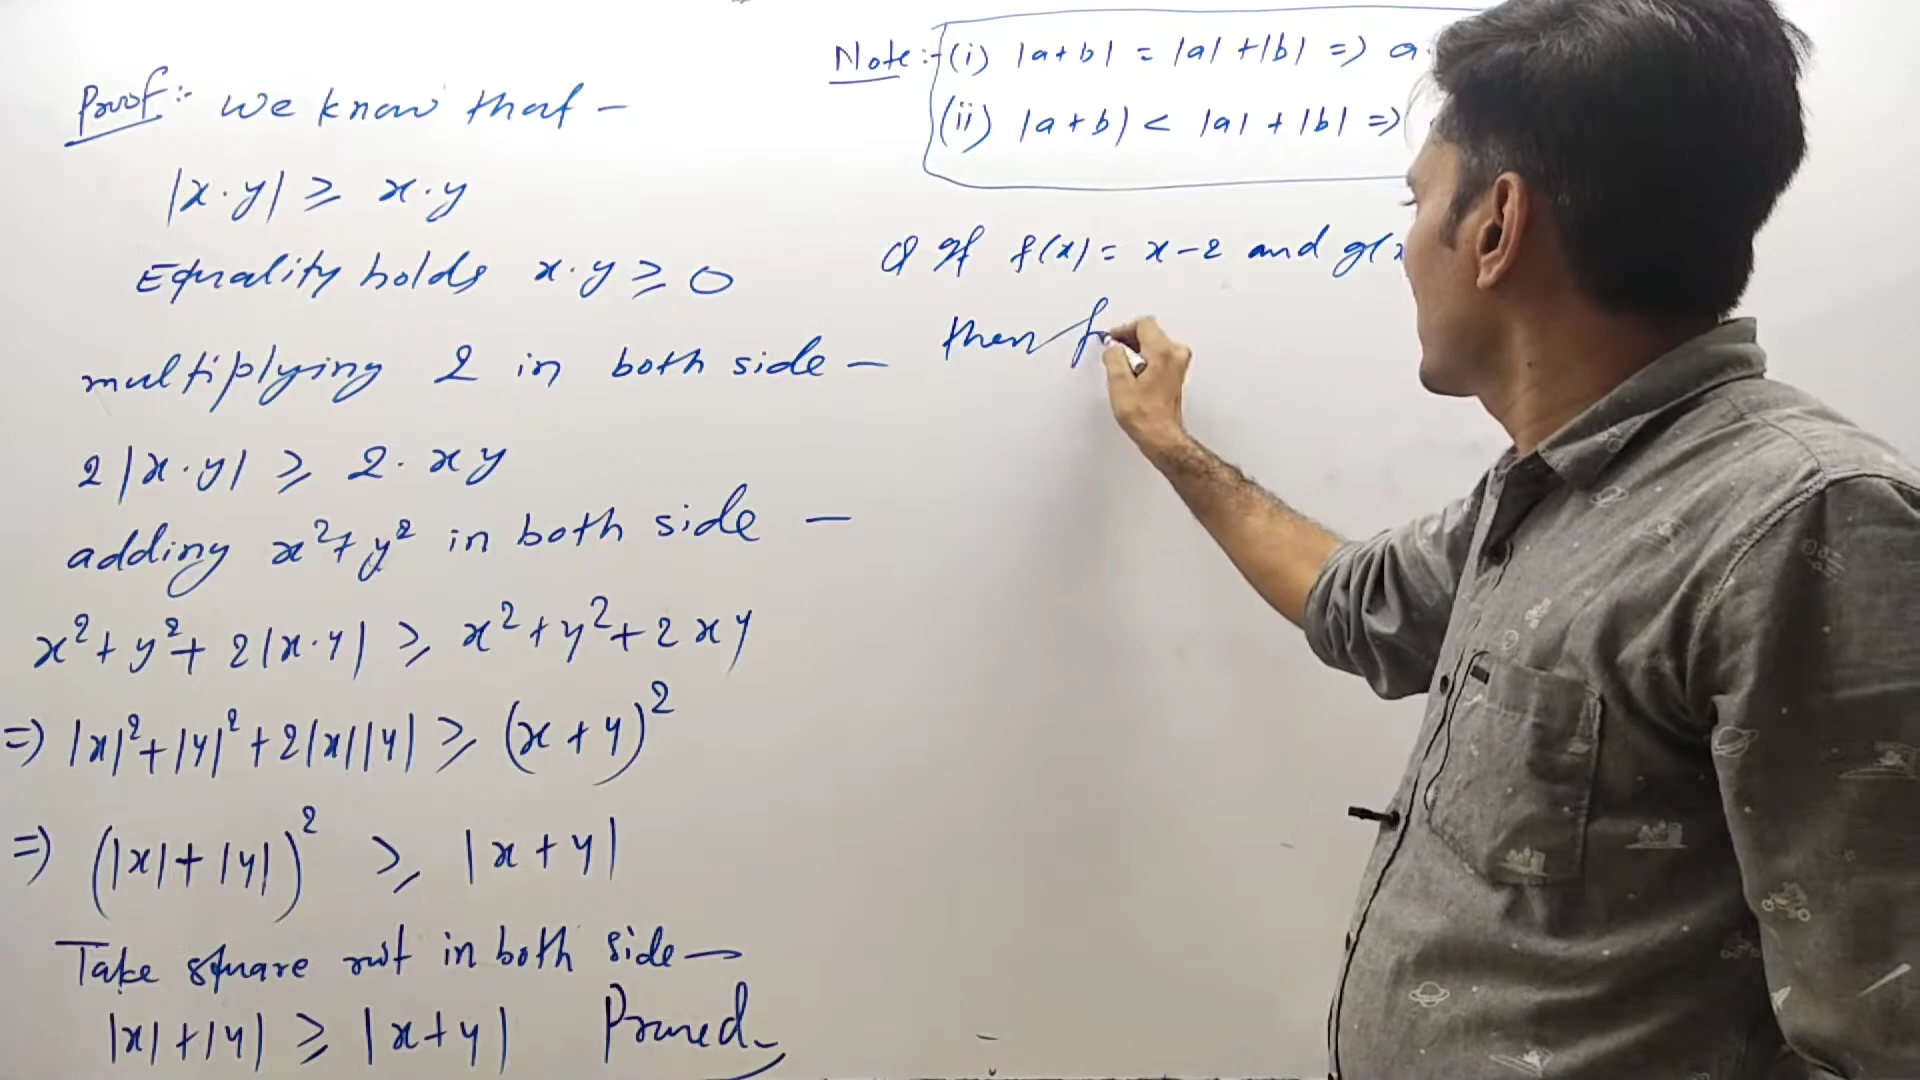 Proof:- We know that -
|x·y| ≥ x·y
Equality holds x·y ≥ 0
multiplying 2 in both side -
2|x·y| ≥ 2·xy
adding x²+y² in both side -
x²+y²+2|x·y| ≥ x²+y²+2xy
=> |x|²+|y|²+2|x||y| ≥ (x+y)²
=> (|x|+|y|)² ≥ |x+y|
Take square root in both side -
|x|+|y| ≥ |x+y| Proved
Note:- (i) |a+b| = |a|+|b| => a·
(ii) |a+b| < |a|+|b| =>
Q If f(x) = x-2 and g(x
then